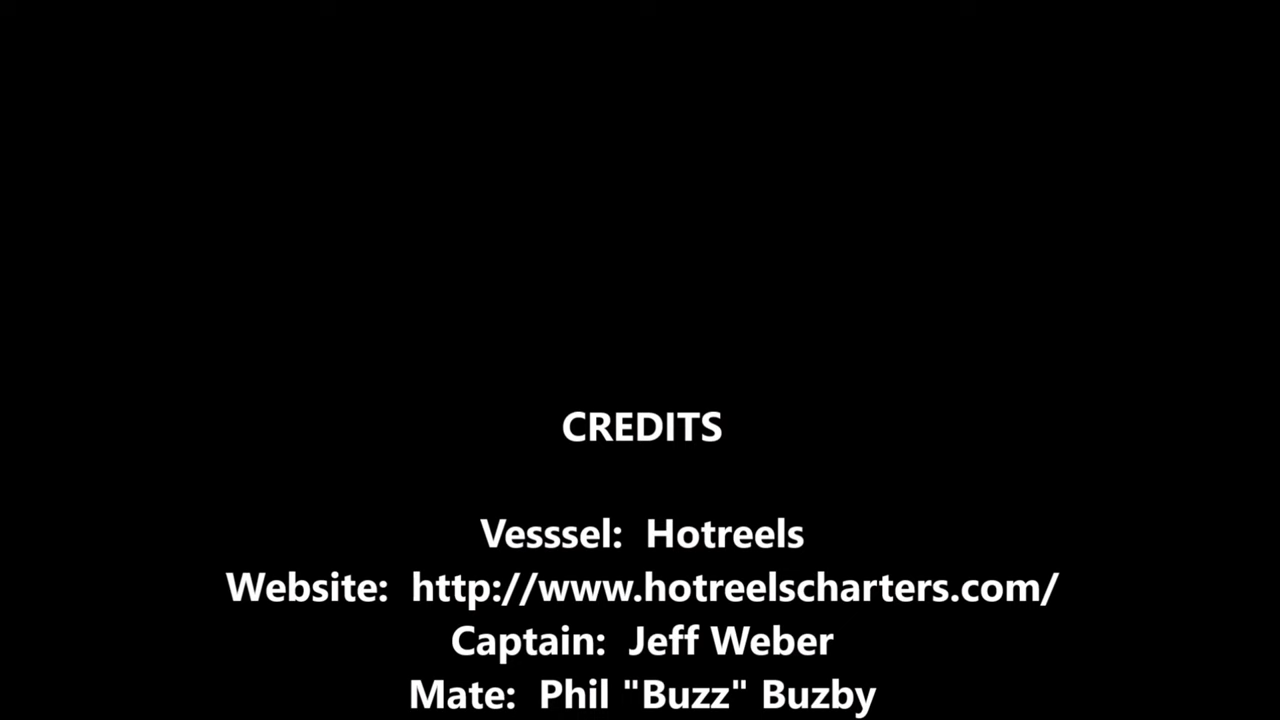 CREDITS
Vesssel:  Hotreels
Website:  http://www.hotreelscharters.com/
Captain:  Jeff Weber
Mate:  Phil "Buzz" Buzby